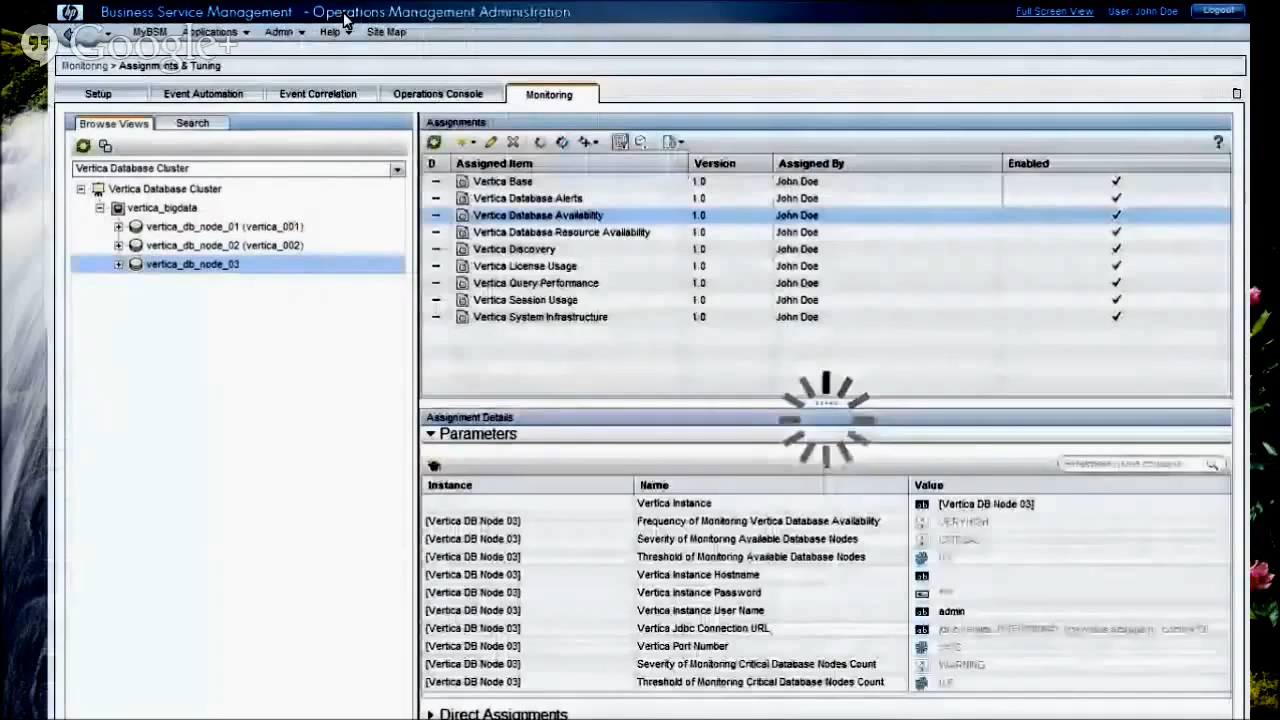 hp Business Service Management - Operations Management Administration Full Screen View User: John Doe Logout
MyBSM Applications Admin Help Site Map
Google+
Monitoring > Assignments & Tuning
Setup Event Automation Event Correlation Operations Console Monitoring
Browse Views Search
Vertica Database Cluster
Vertica Database Cluster
vertica_bigdata
vertica_db_node_01 (vertica_001)
vertica_db_node_02 (vertica_002)
vertica_db_node_03
Assignments
D Assigned Item Version Assigned By Enabled
Vertica Base 1.0 John Doe
Vertica Database Alerts 1.0 John Doe
Vertica Database Availability 1.0 John Doe
Vertica Database Resource Availability 1.0 John Doe
Vertica Discovery 1.0 John Doe
Vertica License Usage 1.0 John Doe
Vertica Query Performance 1.0 John Doe
Vertica Session Usage 1.0 John Doe
Vertica System Infrastructure 1.0 John Doe
Assignment Details
Parameters
Instance Name Value
Vertica Instance [Vertica DB Node 03]
[Vertica DB Node 03] Frequency of Monitoring Vertica Database Availability VERYHIGH
[Vertica DB Node 03] Severity of Monitoring Available Database Nodes CRITICAL
[Vertica DB Node 03] Threshold of Monitoring Available Database Nodes
[Vertica DB Node 03] Vertica Instance Hostname
[Vertica DB Node 03] Vertica Instance Password
[Vertica DB Node 03] Vertica Instance User Name admin
[Vertica DB Node 03] Vertica Jdbc Connection URL
[Vertica DB Node 03] Vertica Port Number
[Vertica DB Node 03] Severity of Monitoring Critical Database Nodes Count WARNING
[Vertica DB Node 03] Threshold of Monitoring Critical Database Nodes Count
Direct Assignments